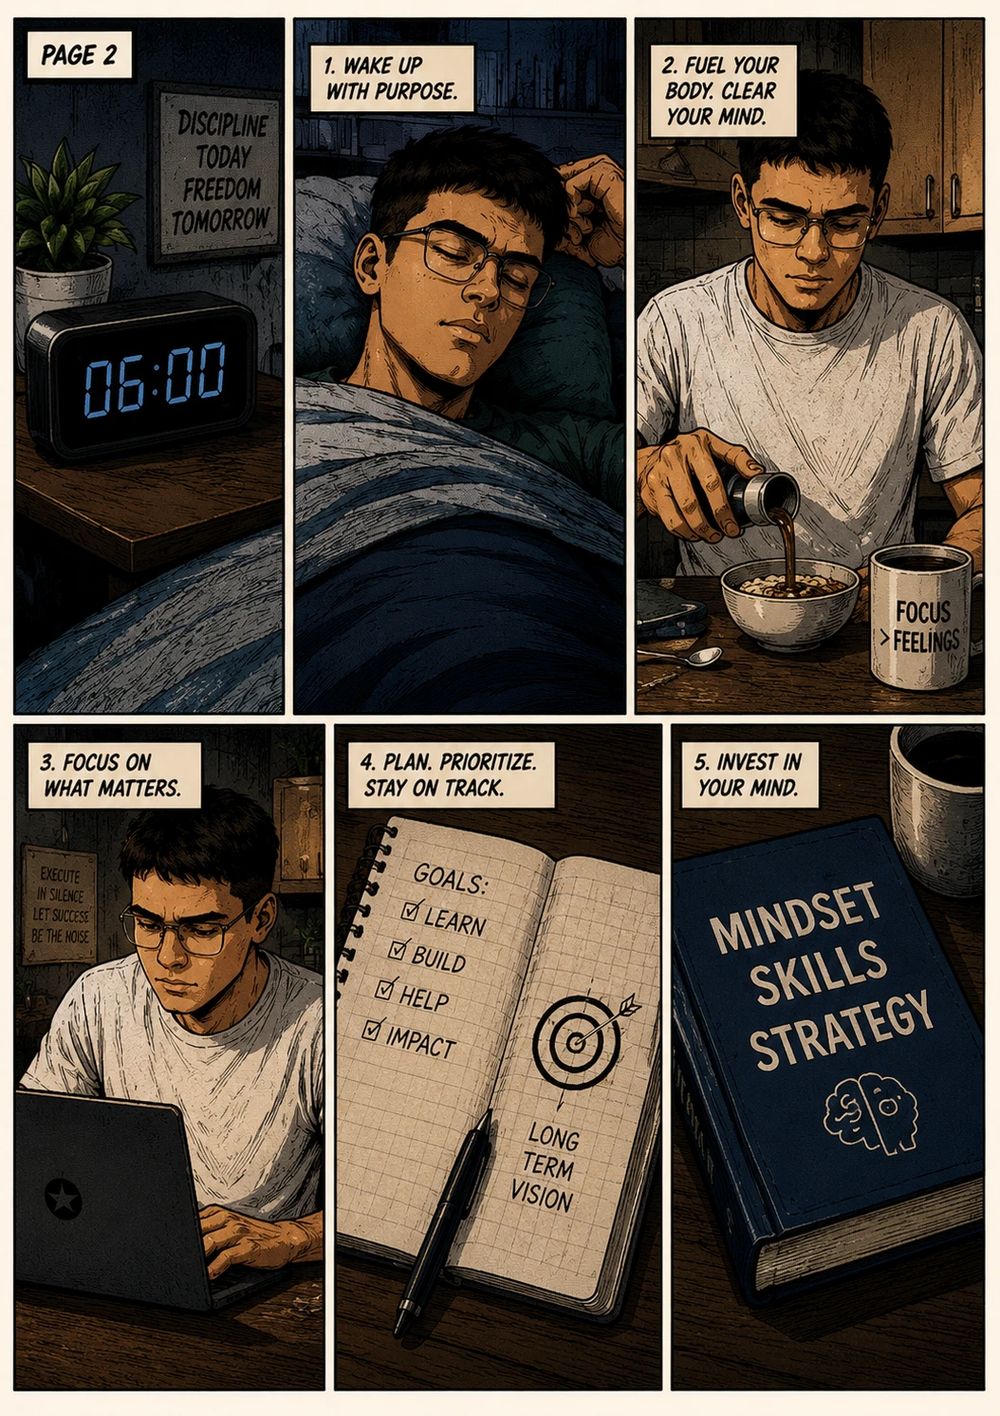 PAGE 2
DISCIPLINE
TODAY
FREEDOM
TOMORROW
06:00
1. WAKE UP
WITH PURPOSE.
2. FUEL YOUR
BODY. CLEAR
YOUR MIND.
FOCUS
> FEELINGS
3. FOCUS ON
WHAT MATTERS.
EXECUTE
IN SILENCE
LET SUCCESE
BE THE NOISE
4. PLAN. PRIORITIZE.
STAY ON TRACK.
GOALS:
LEARN
BUILD
HELP
IMPACT
LONG
TERM
VISION
5. INVEST IN
YOUR MIND.
MINDSET
SKILLS
STRATEGY